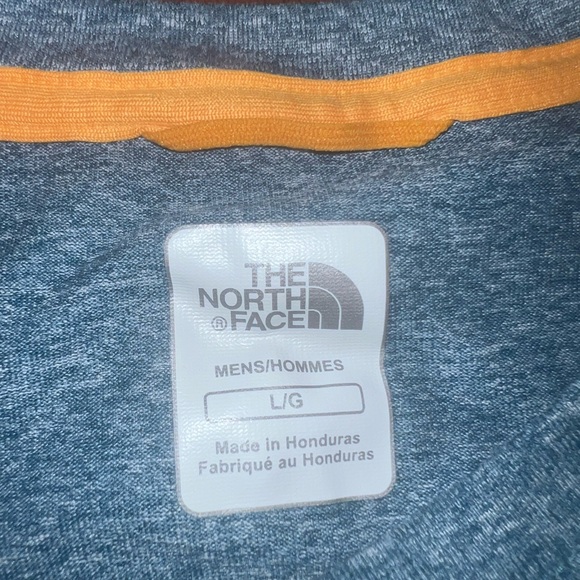 THE
NORTH
® FACE
MENS/HOMMES
L/G
Made in Honduras
Fabriqué au Honduras